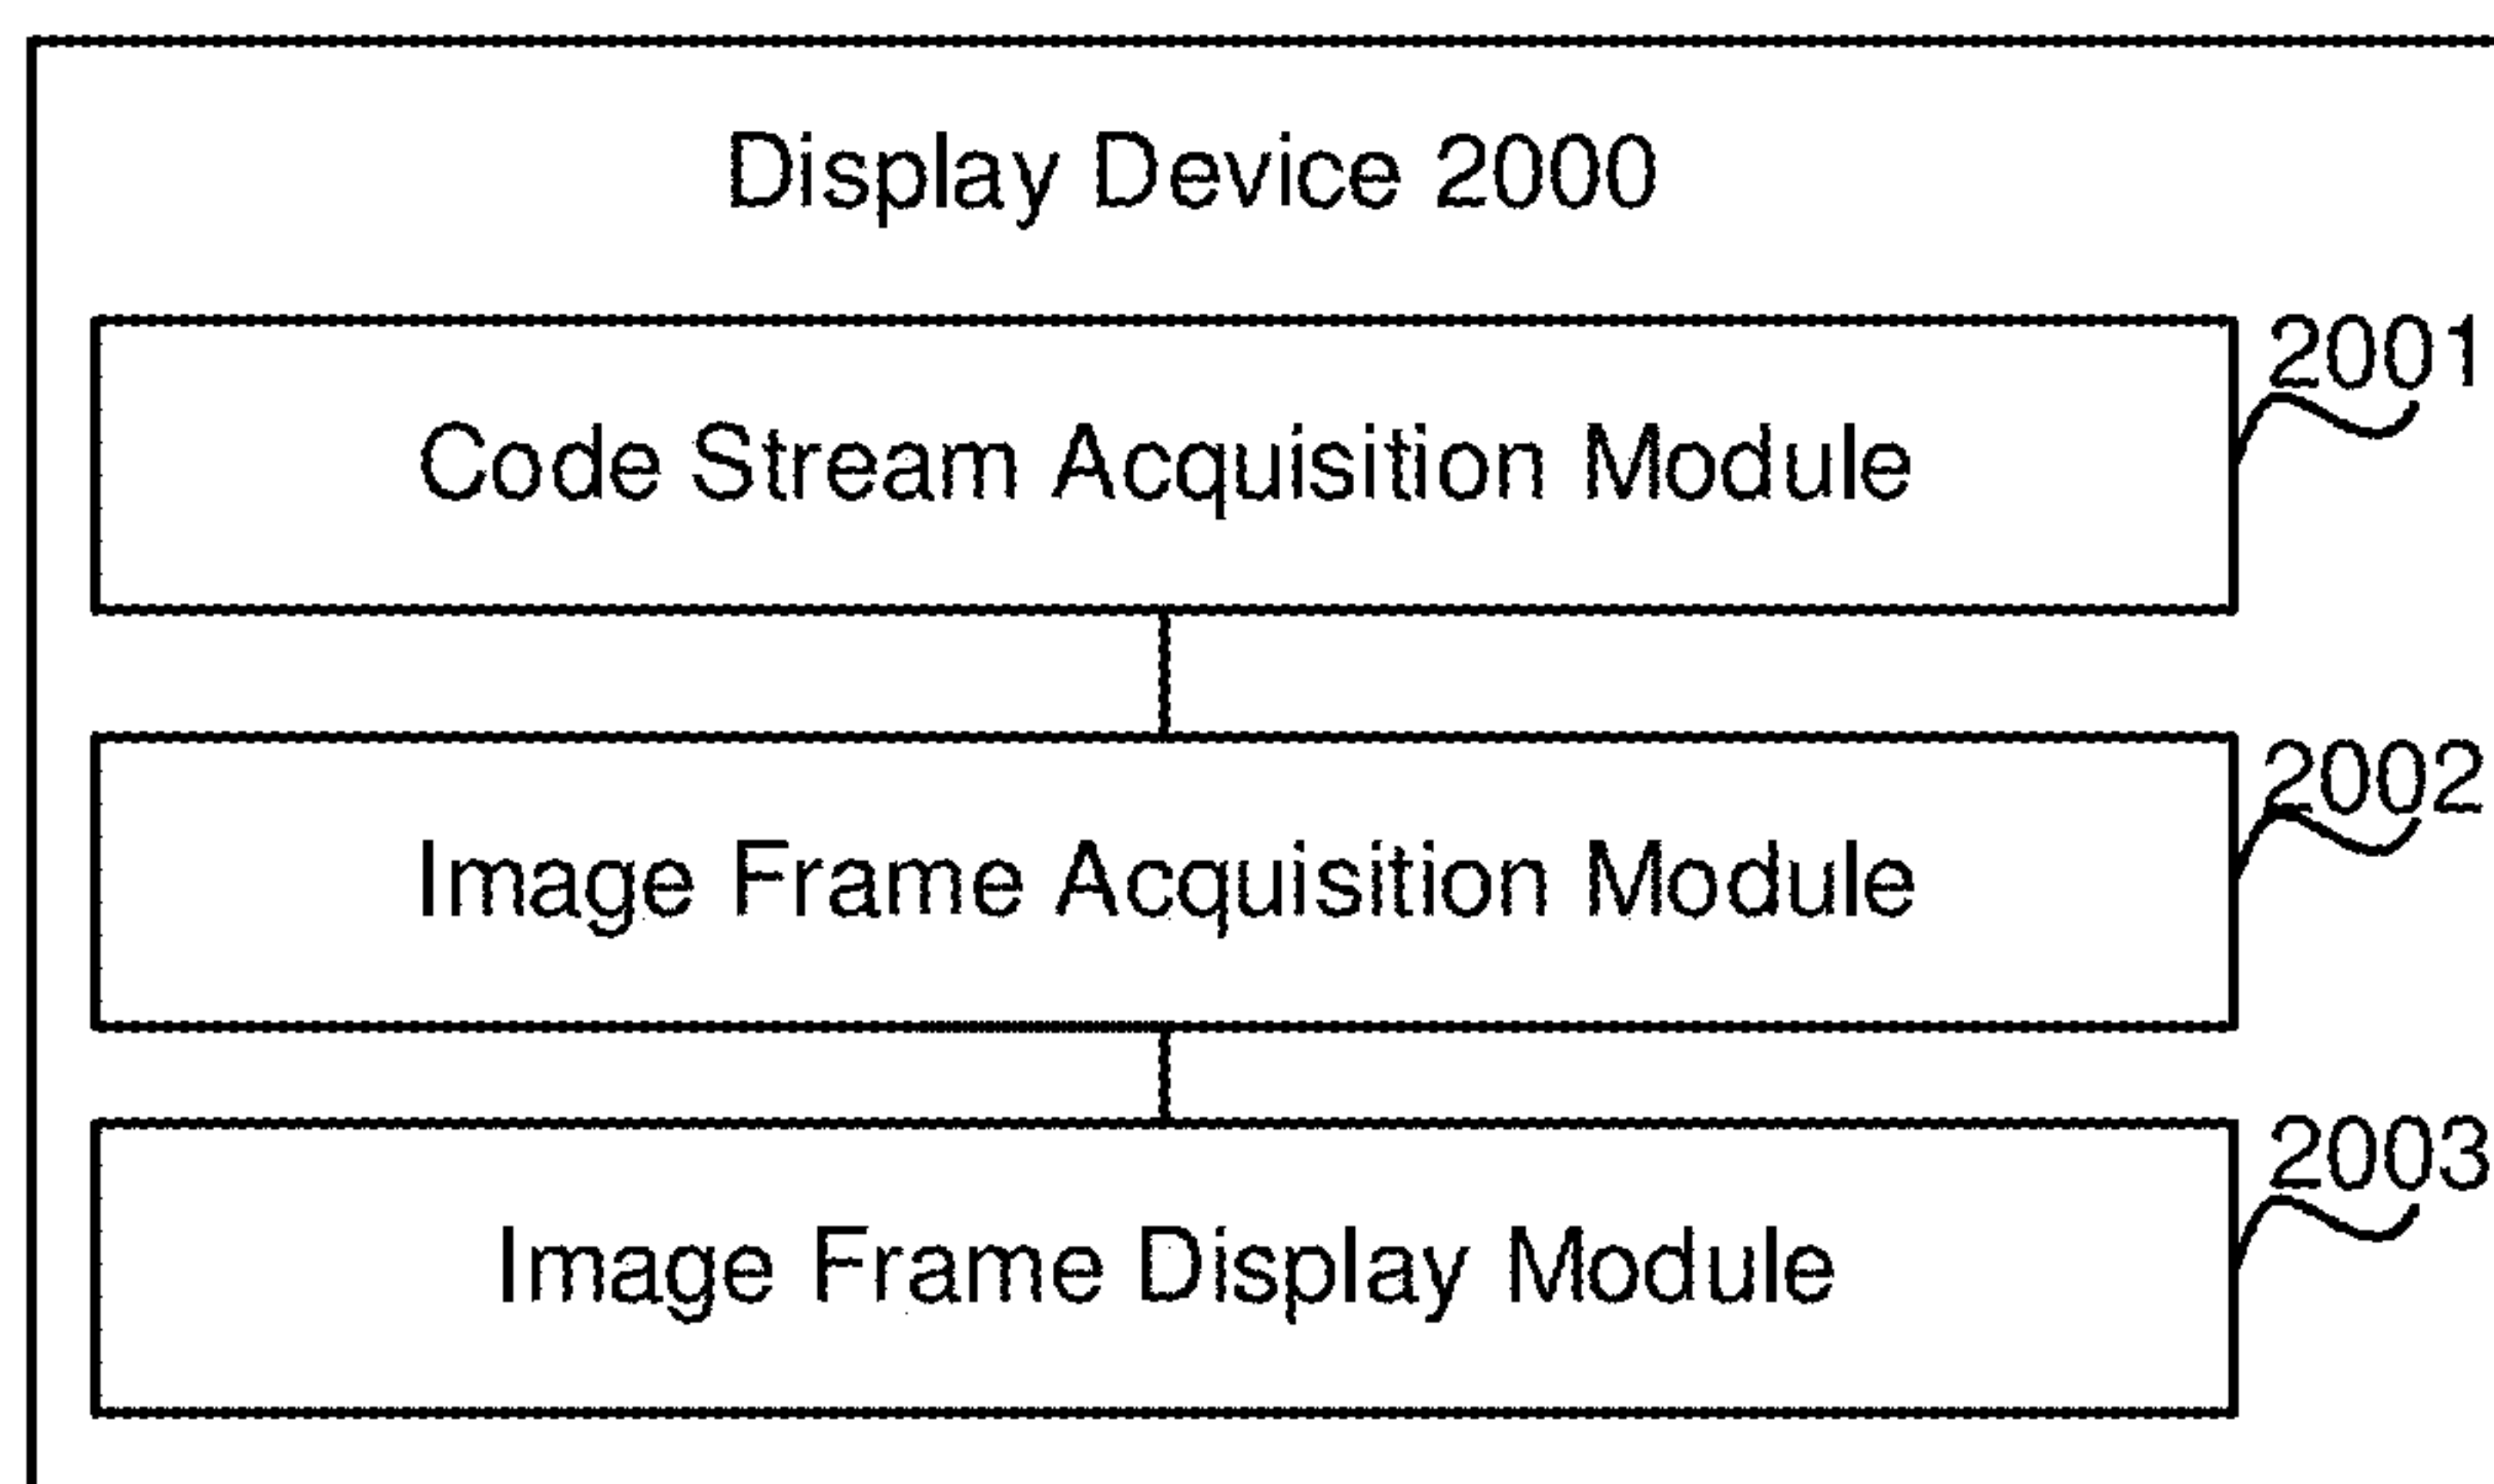 Display Device 2000
2001
Code Stream Acquisition Module
2002
Image Frame Acquisition Module
2003
Image Frame Display Module